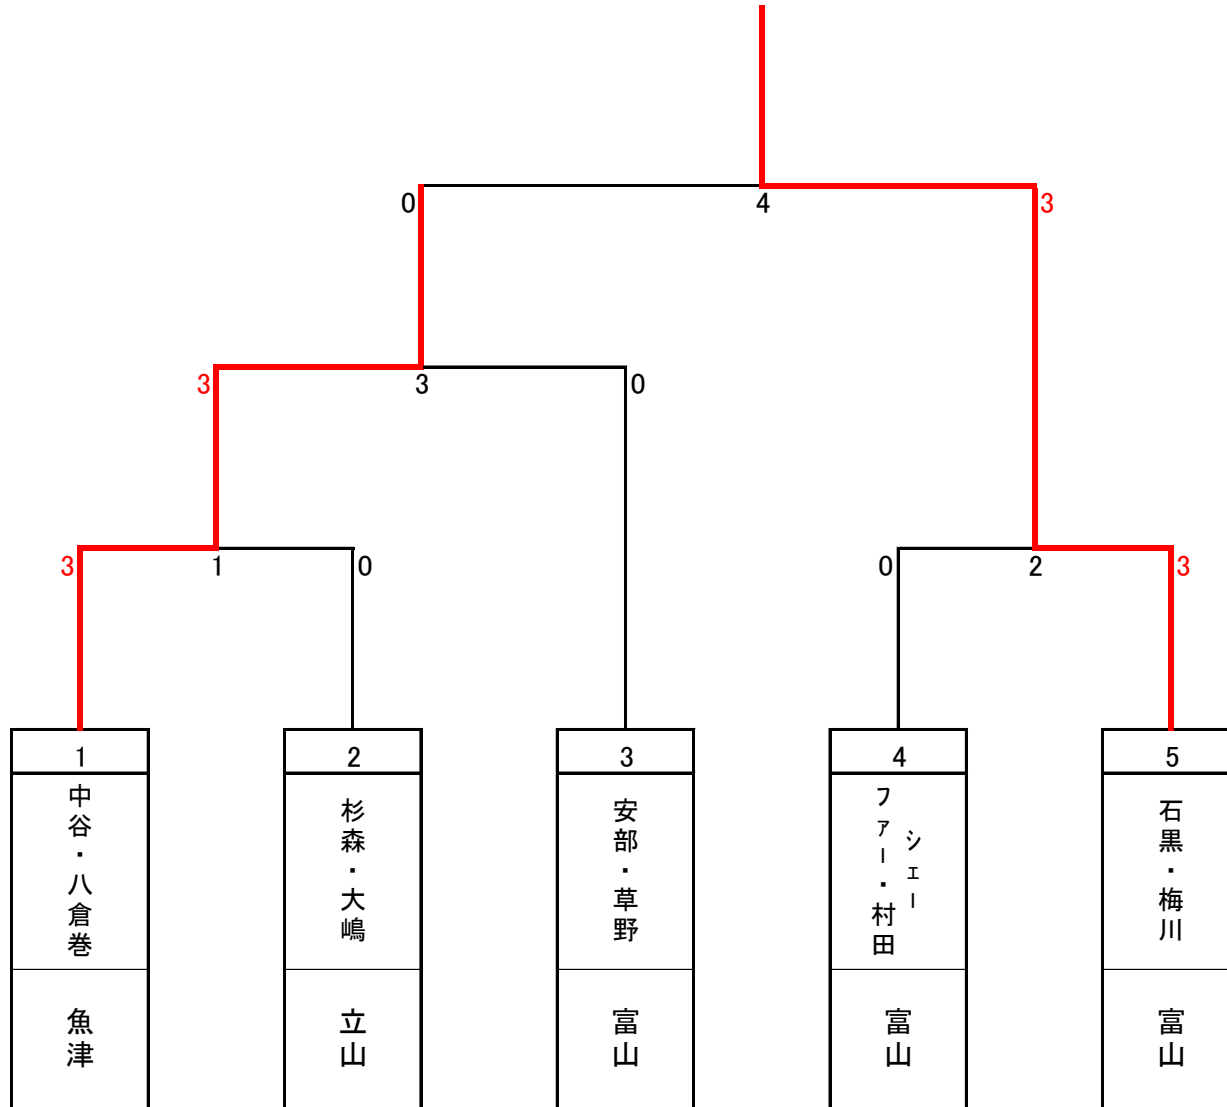 0 4 3
3 3 0
3 1 0 0 2 3
1 2 3 4 5
中谷・八倉巻
杉森・大嶋
安部・草野
シェー
ファー・村田
石黒・梅川
魚津
立山
富山
富山
富山